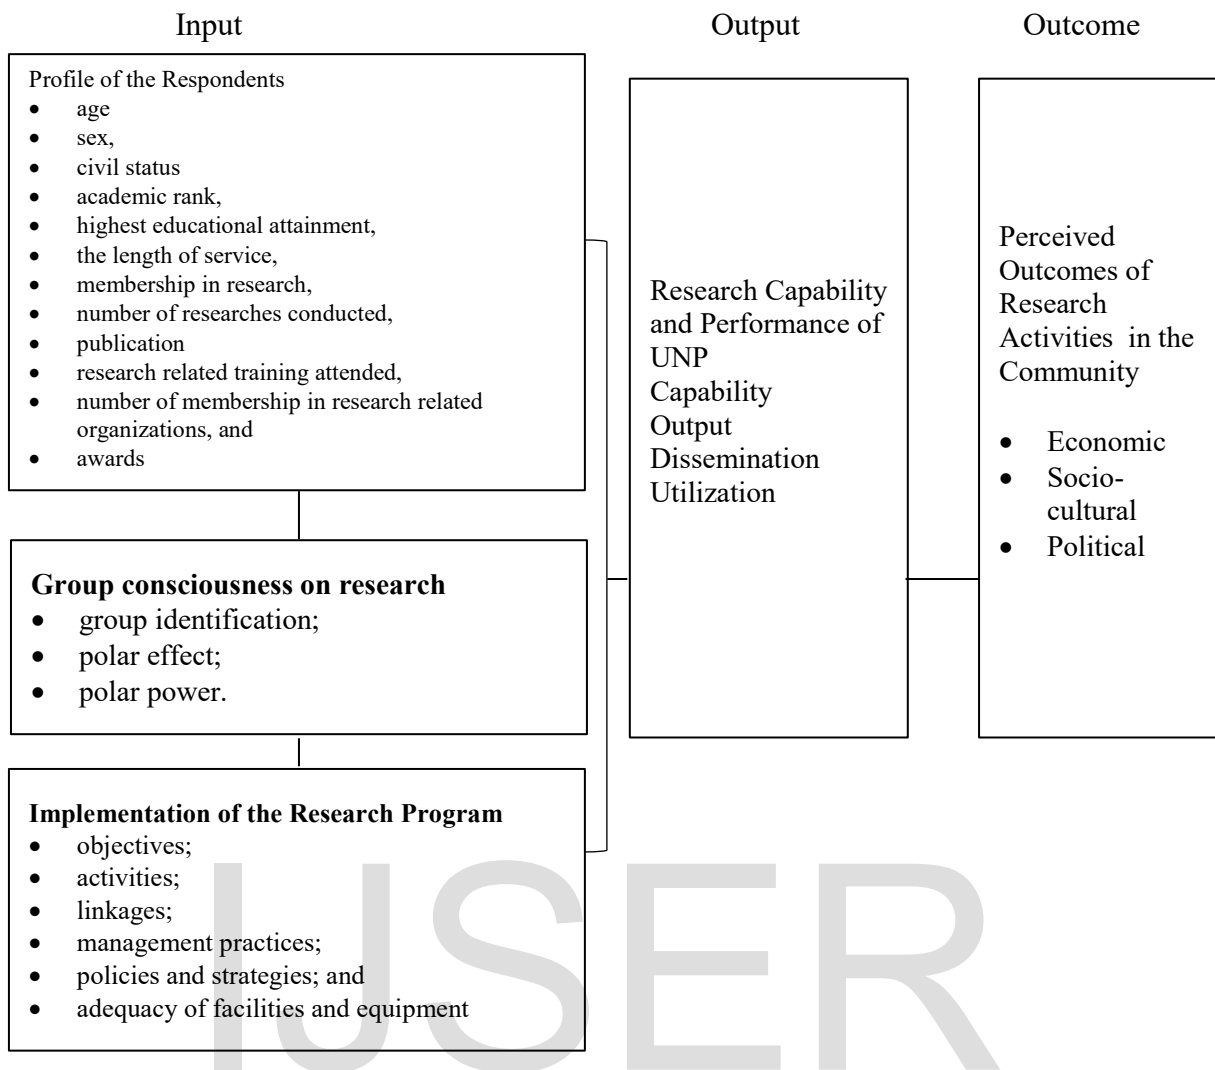 Input
Output
Outcome
Profile of the Respondents
• age
• sex,
• civil status
• academic rank,
• highest educational attainment,
• the length of service,
• membership in research,
• number of researches conducted,
• publication
• research related training attended,
• number of membership in research related
organizations, and
• awards
Group consciousness on research
• group identification;
• polar effect;
• polar power.
Implementation of the Research Program
• objectives;
• activities;
• linkages;
• management practices;
• policies and strategies; and
• adequacy of facilities and equipment
Research Capability
and Performance of
UNP
Capability
Output
Dissemination
Utilization
Perceived
Outcomes of
Research
Activities in the
Community
• Economic
• Socio-
cultural
• Political
IJSER